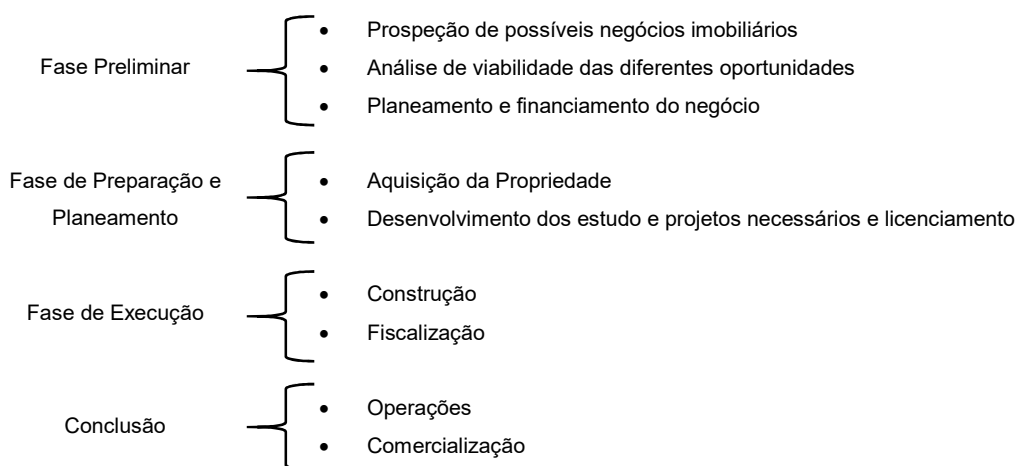 Fase Preliminar
• Prospeção de possíveis negócios imobiliários
• Análise de viabilidade das diferentes oportunidades
• Planeamento e financiamento do negócio
Fase de Preparação e
Planeamento
• Aquisição da Propriedade
• Desenvolvimento dos estudo e projetos necessários e licenciamento
Fase de Execução
• Construção
• Fiscalização
Conclusão
• Operações
• Comercialização